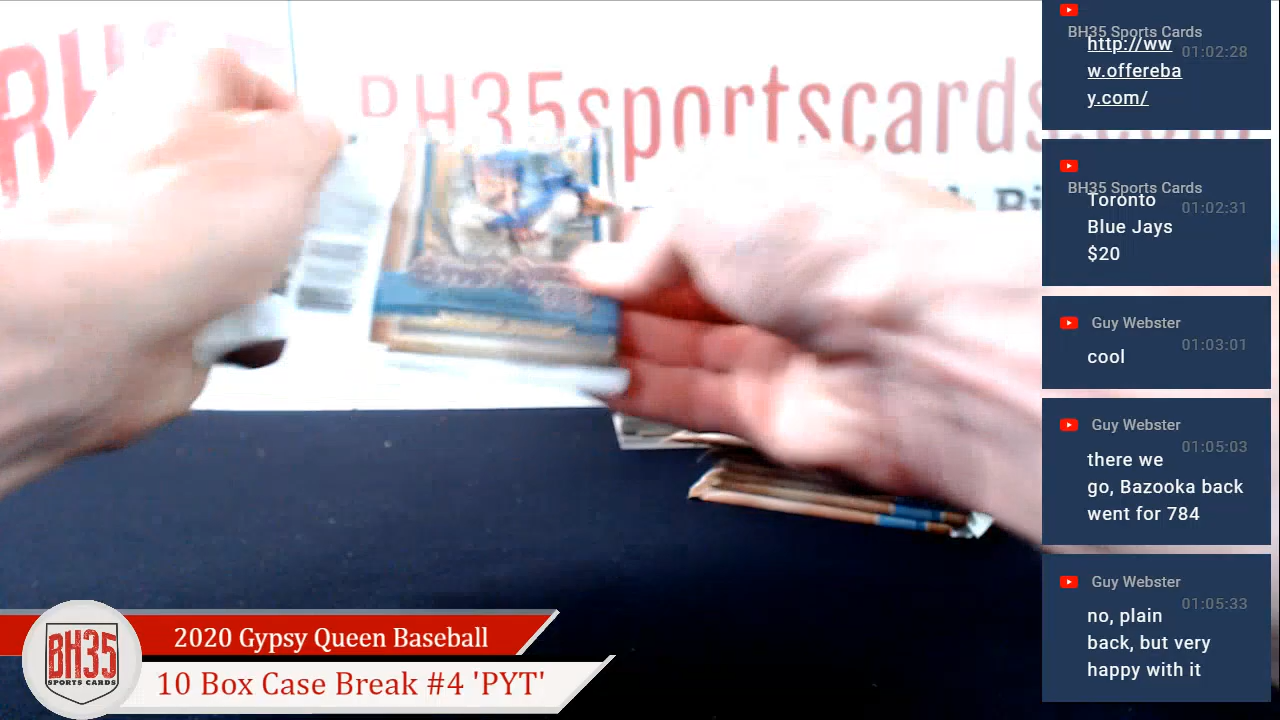 BH35sportscards.com
BH35 Sports Cards
01:02:28
http://ww
w.offereba
y.com/
BH35 Sports Cards
01:02:31
Toronto
Blue Jays
$20
Guy Webster
01:03:01
cool
Guy Webster
01:05:03
there we
go, Bazooka back
went for 784
Guy Webster
01:05:33
no, plain
back, but very
happy with it
BH35
SPORTS CARDS
2020 Gypsy Queen Baseball
10 Box Case Break #4 'PYT'